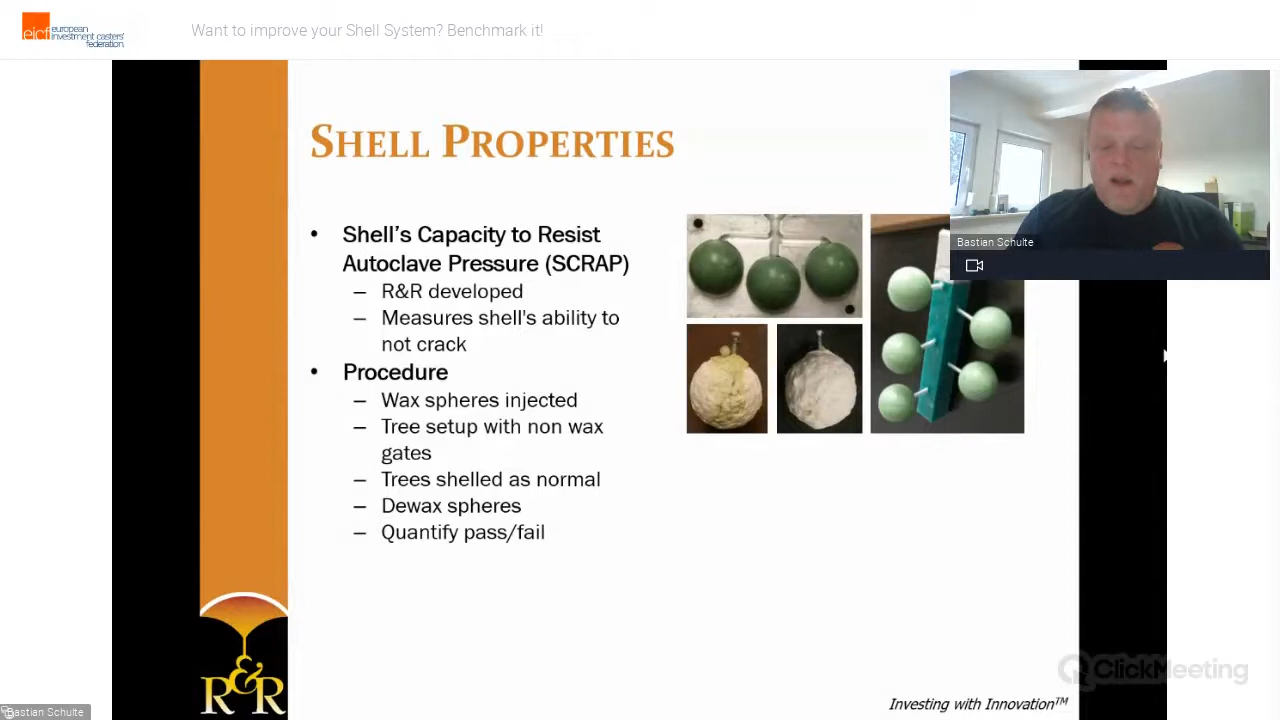 eicf
european
investment casters'
federation.
Want to improve your Shell System? Benchmark it!
SHELL PROPERTIES
• Shell's Capacity to Resist
Autoclave Pressure (SCRAP)
– R&R developed
– Measures shell's ability to
not crack
• Procedure
– Wax spheres injected
– Tree setup with non wax
gates
– Trees shelled as normal
– Dewax spheres
– Quantify pass/fail
Bastian Schulte
R&R
ClickMeeting
Investing with Innovation™
Bastian Schulte